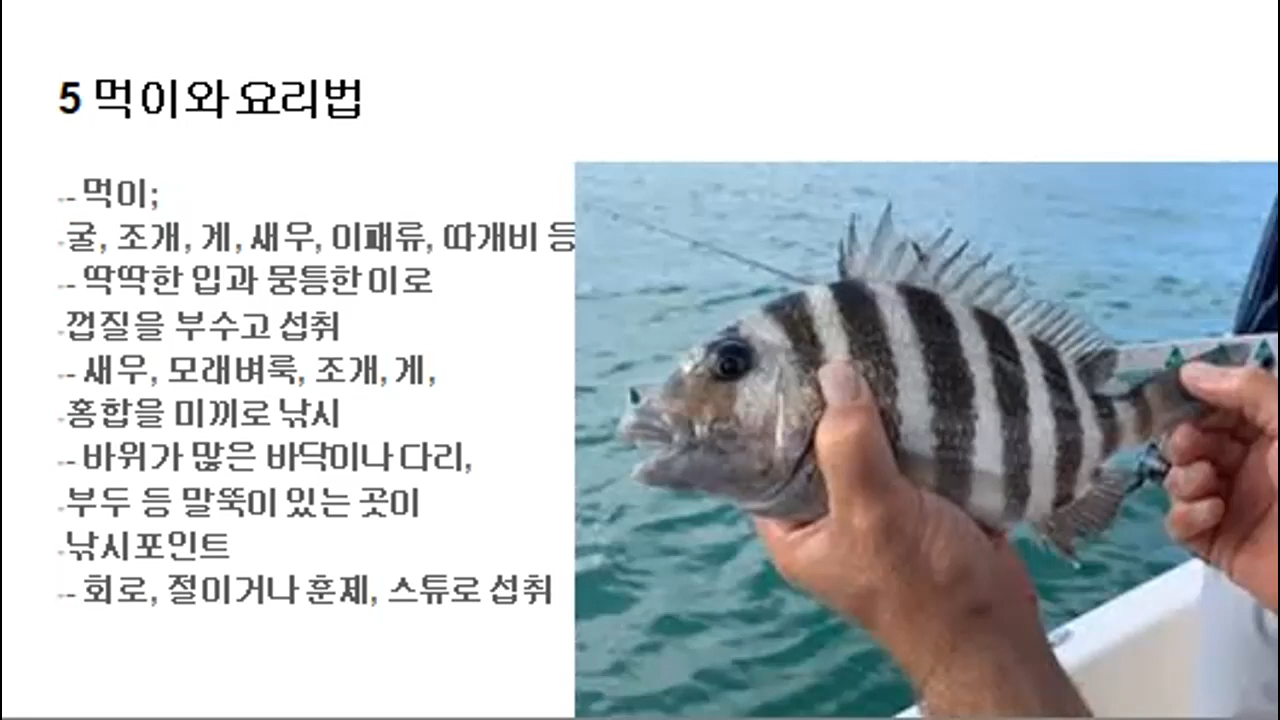 5 먹이와 요리법
-- 먹이;
-굴, 조개, 게, 새우, 이패류, 따개비 등
-- 딱딱한 입과 뭉틍한 이로
-껍질을 부수고 섭취
-- 새우, 모래벼룩, 조개, 게,
-홍합을 미끼로 낚시
-- 바위가 많은 바닥이나 다리,
-부두 등 말뚝이 있는 곳이
-낚시포인트
-- 회로, 절이거나 훈제, 스튜로 섭취